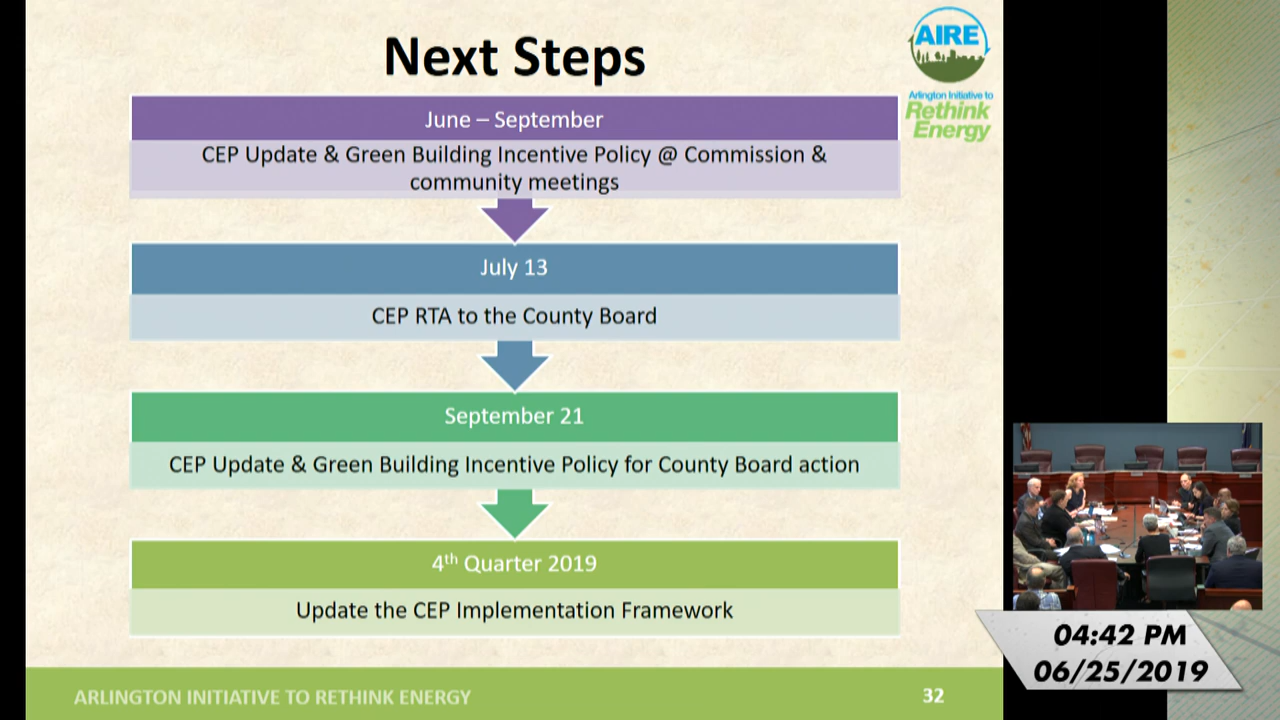 Next Steps
AIRE
Arlington Initiative to
Rethink
Energy
June – September
CEP Update & Green Building Incentive Policy @ Commission &
community meetings
July 13
CEP RTA to the County Board
September 21
CEP Update & Green Building Incentive Policy for County Board action
4th Quarter 2019
Update the CEP Implementation Framework
ARLINGTON INITIATIVE TO RETHINK ENERGY
32
04:42 PM
06/25/2019